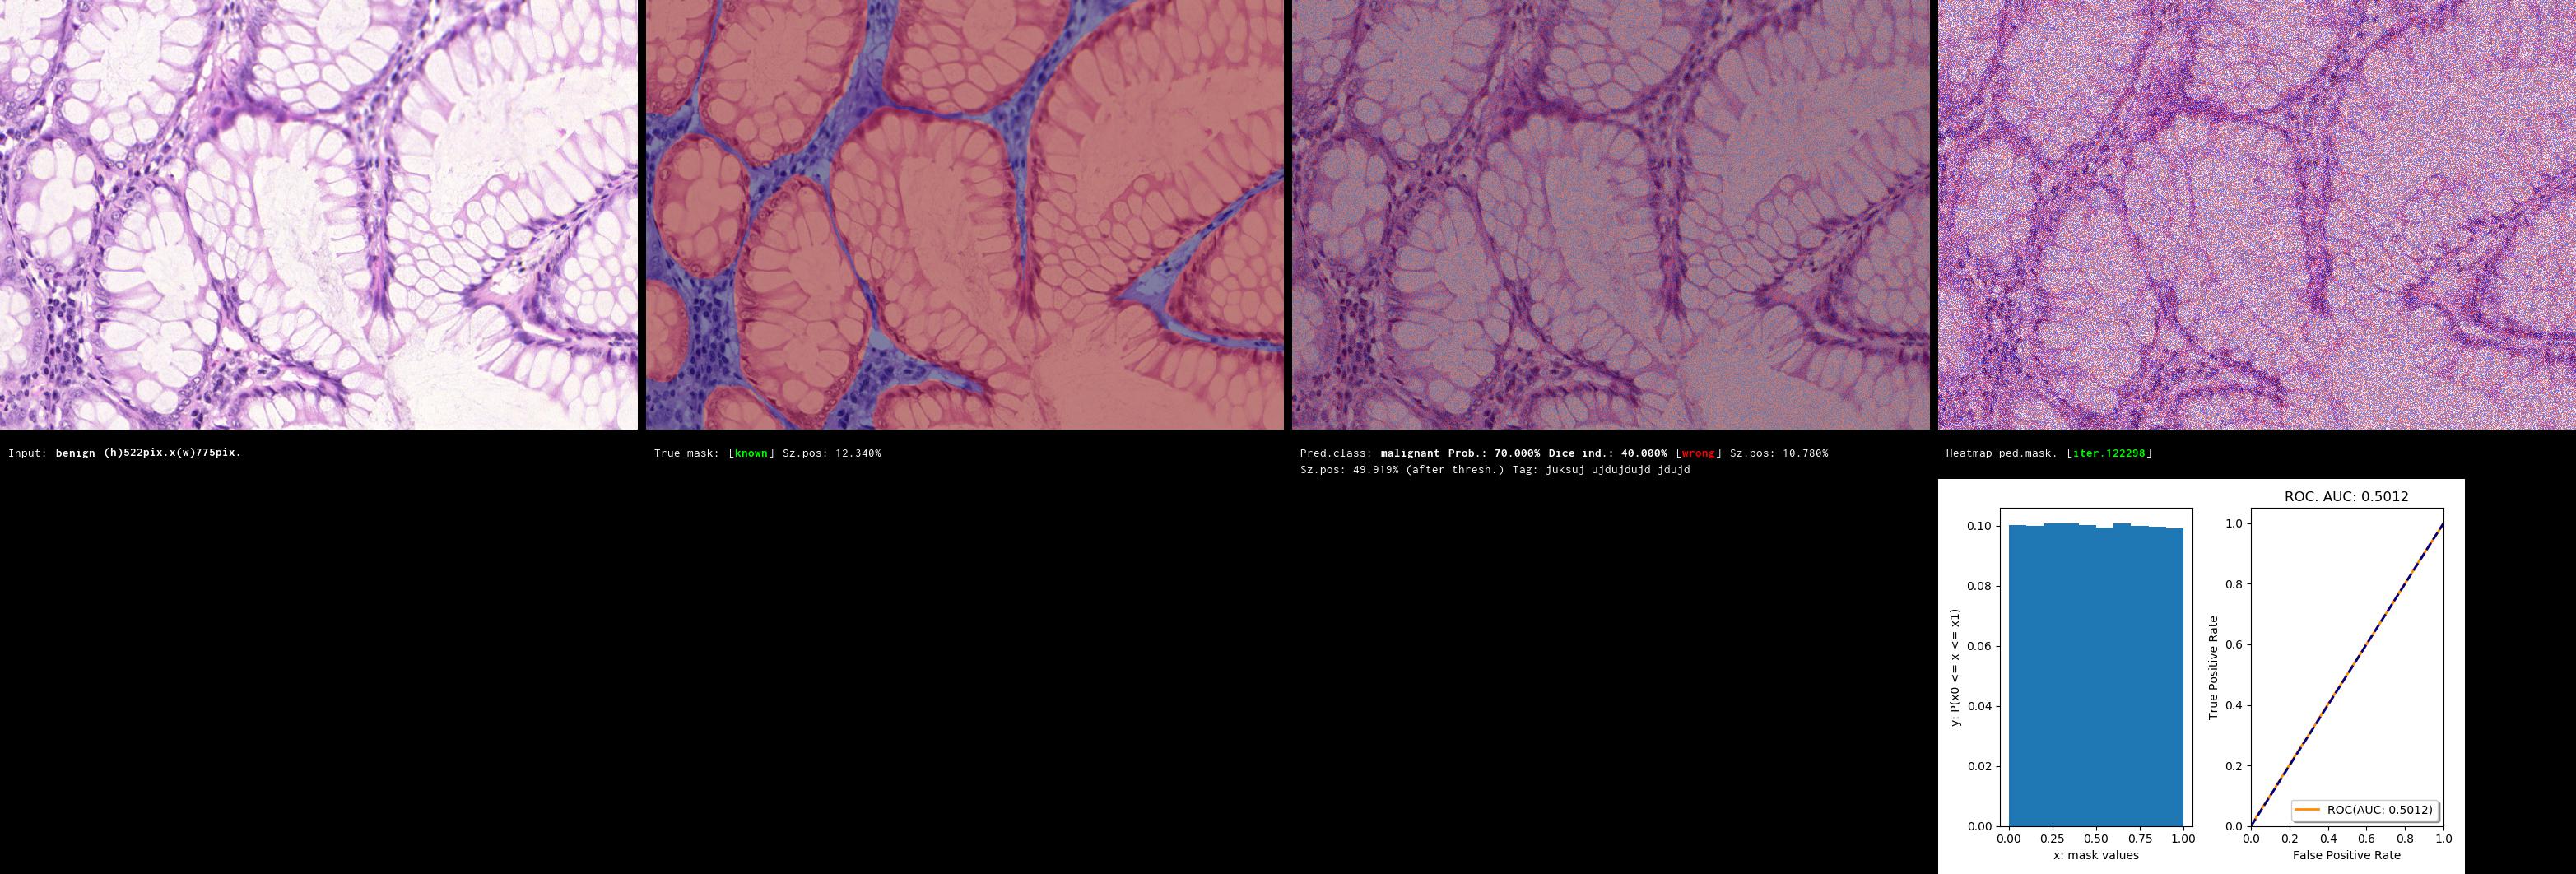 Input: benign (h)522pix.x(w)775pix.
True mask: [known] Sz.pos: 12.340%
Pred.class: malignant Prob.: 70.000% Dice ind.: 40.000% [wrong] Sz.pos: 10.780%
Sz.pos: 49.919% (after thresh.) Tag: juksuj ujdujdujd jdujd
Heatmap ped.mask. [iter.122298]
y: P(x0 <= x <= x1)
0.10
0.08
0.06
0.04
0.02
0.00
0.00 0.25 0.50 0.75 1.00
x: mask values
ROC. AUC: 0.5012
True Positive Rate
1.0
0.8
0.6
0.4
0.2
0.0
ROC(AUC: 0.5012)
0.0 0.2 0.4 0.6 0.8 1.0
False Positive Rate